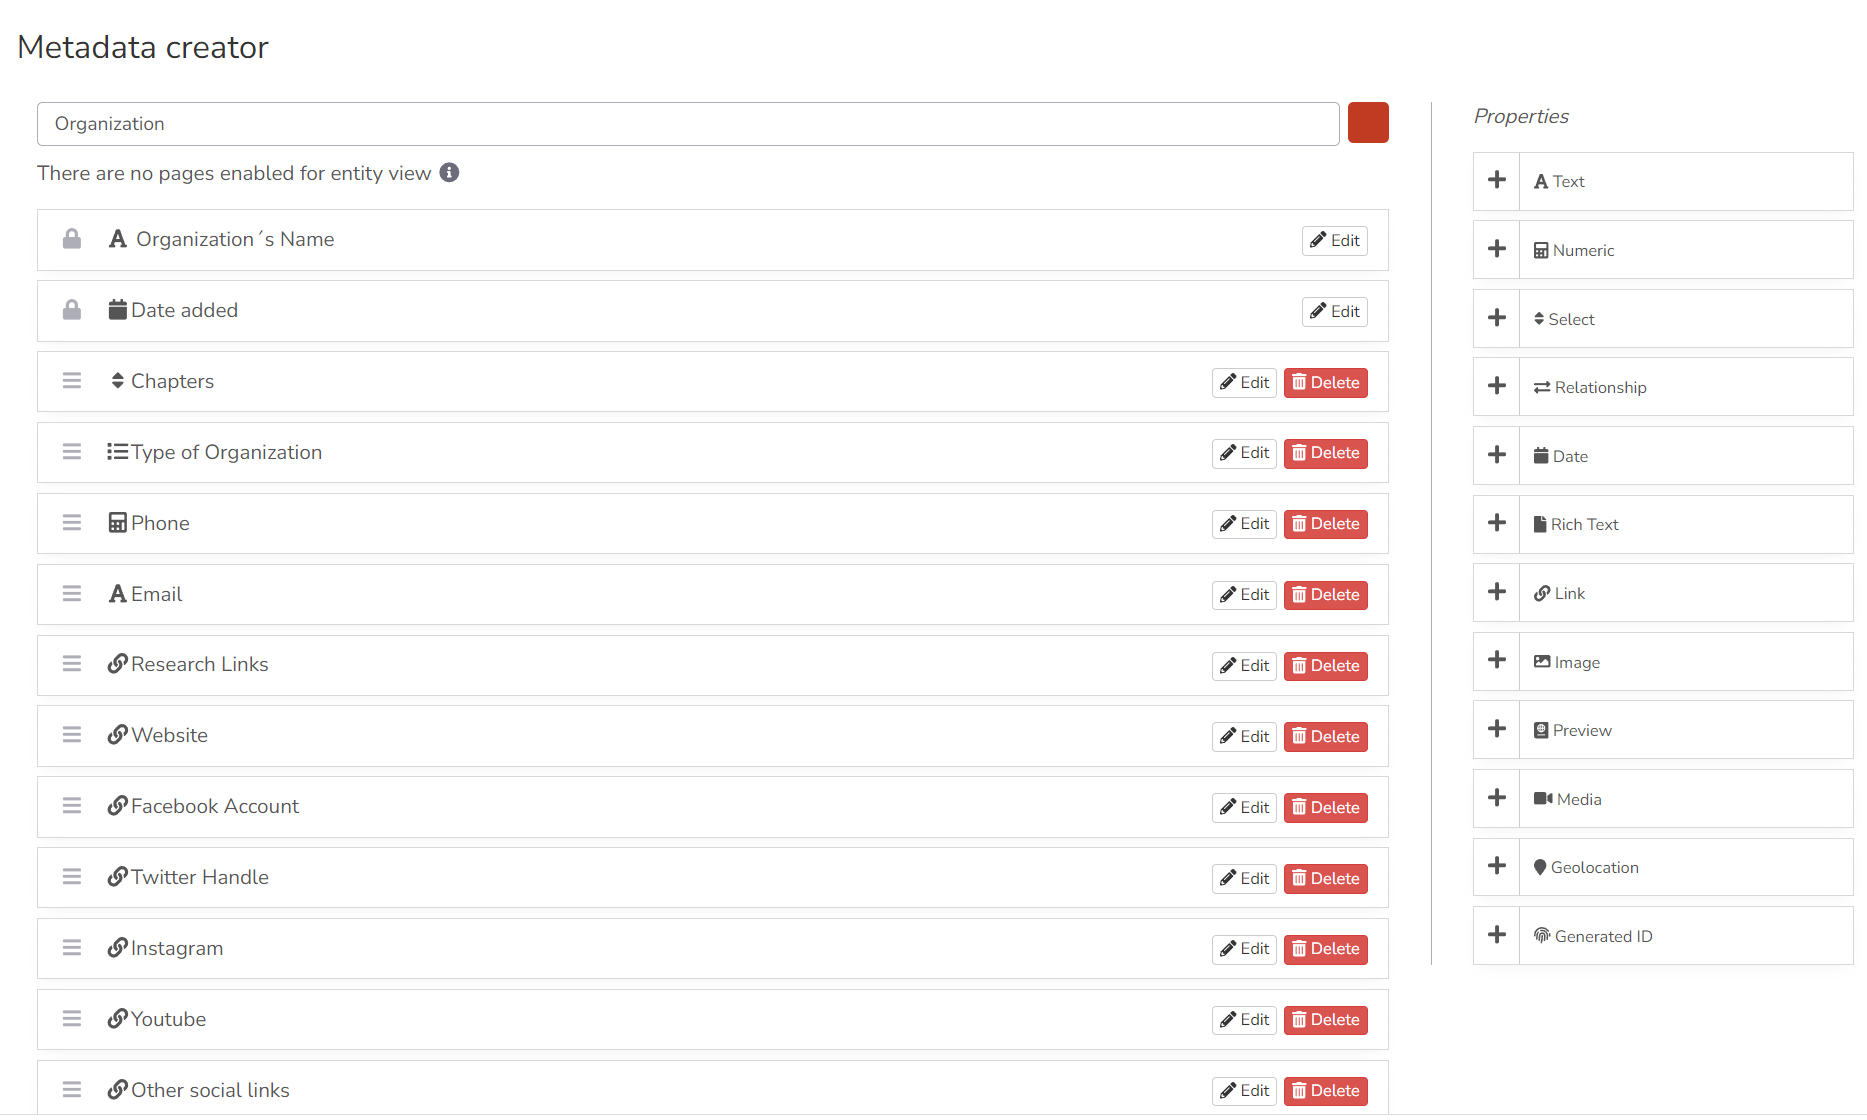 Metadata creator
Organization
There are no pages enabled for entity view
Organization´s Name
Edit
Date added
Edit
Chapters
Edit Delete
Type of Organization
Edit Delete
Phone
Edit Delete
Email
Edit Delete
Research Links
Edit Delete
Website
Edit Delete
Facebook Account
Edit Delete
Twitter Handle
Edit Delete
Instagram
Edit Delete
Youtube
Edit Delete
Other social links
Edit Delete
Properties
Text
Numeric
Select
Relationship
Date
Rich Text
Link
Image
Preview
Media
Geolocation
Generated ID